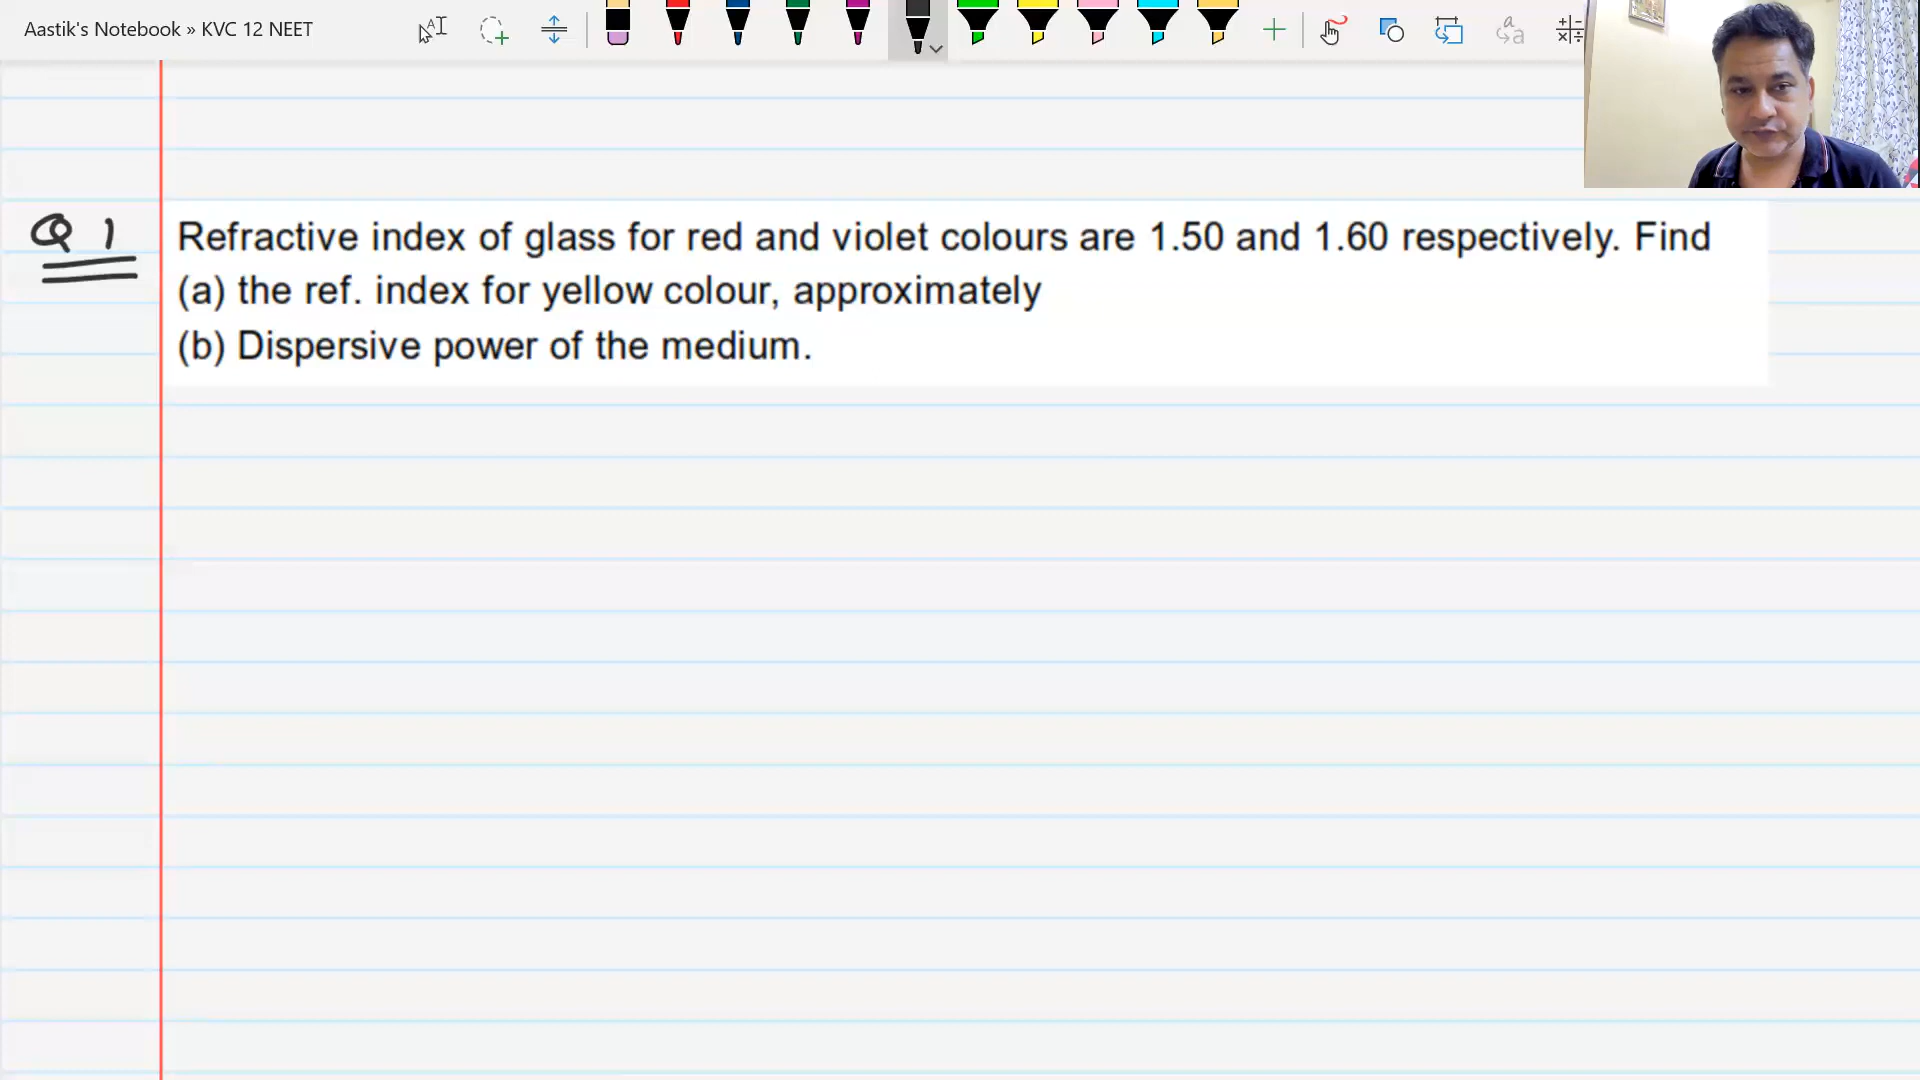 Aastik's Notebook » KVC 12 NEET
Q 1
Refractive index of glass for red and violet colours are 1.50 and 1.60 respectively. Find
(a) the ref. index for yellow colour, approximately
(b) Dispersive power of the medium.